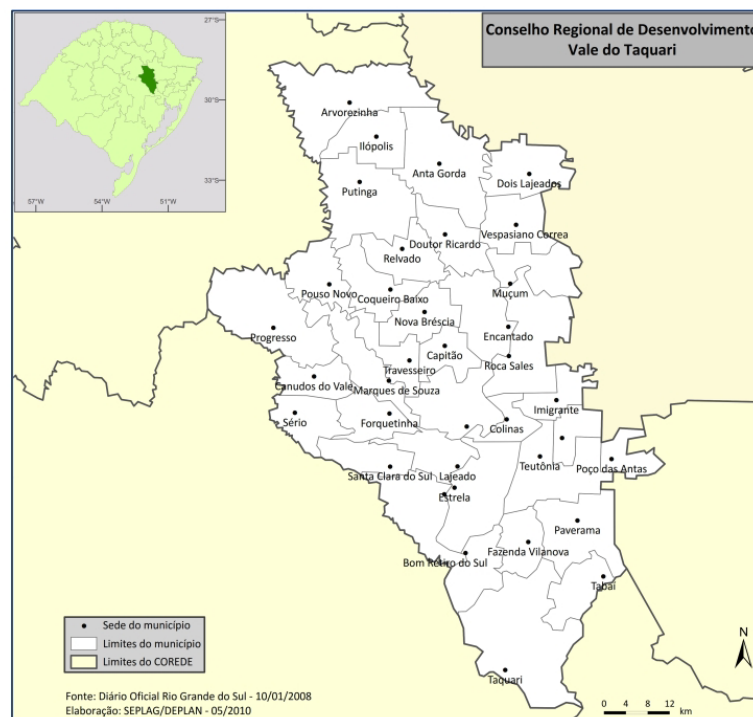 Conselho Regional de Desenvolvimento
Vale do Taquari
27°S
30°S
33°S
57°W
54°W
51°W
Arvorezinha
Ilópolis
Anta Gorda
Dois Lajeados
Putinga
Vespasiano Correa
Doutor Ricardo
Relvado
Pouso Novo
Coqueiro Baixo
Muçum
Nova Bréscia
Progresso
Encantado
Capitão
Roca Sales
Travesseiro
Canudos do Vale
Marques de Souza
Imigrante
Sério
Forquetinha
Colinas
Teutônia
Poço das Antas
Santa Clara do Sul
Lajeado
Estrela
Paverama
Fazenda Vilanova
Bom Retiro do Sul
Tabaí
Taquari
Sede do município
Limites do município
Limites do COREDE
N
Fonte: Diário Oficial Rio Grande do Sul - 10/01/2008
Elaboração: SEPLAG/DEPLAN - 05/2010
0 4 8 12
km